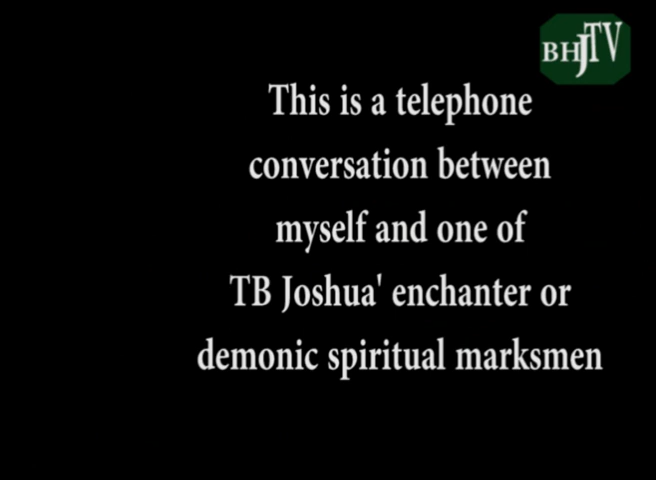 BHJTV
This is a telephone
conversation between
myself and one of
TB Joshua' enchanter or
demonic spiritual marksmen